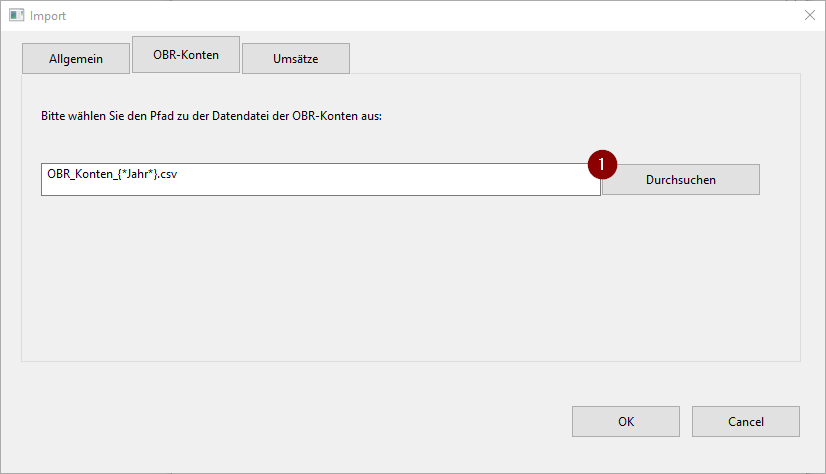 Import
Allgemein
OBR-Konten
Umsätze
Bitte wählen Sie den Pfad zu der Datendatei der OBR-Konten aus:
OBR_Konten_{*Jahr*}.csv
1
Durchsuchen
OK
Cancel